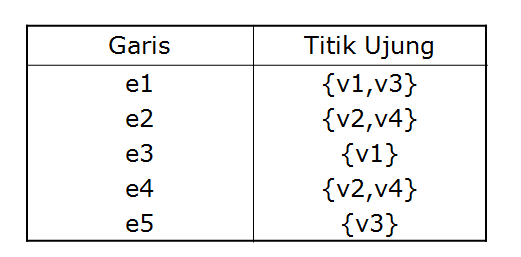 Garis Titik Ujung
e1 {v1,v3}
e2 {v2,v4}
e3 {v1}
e4 {v2,v4}
e5 {v3}